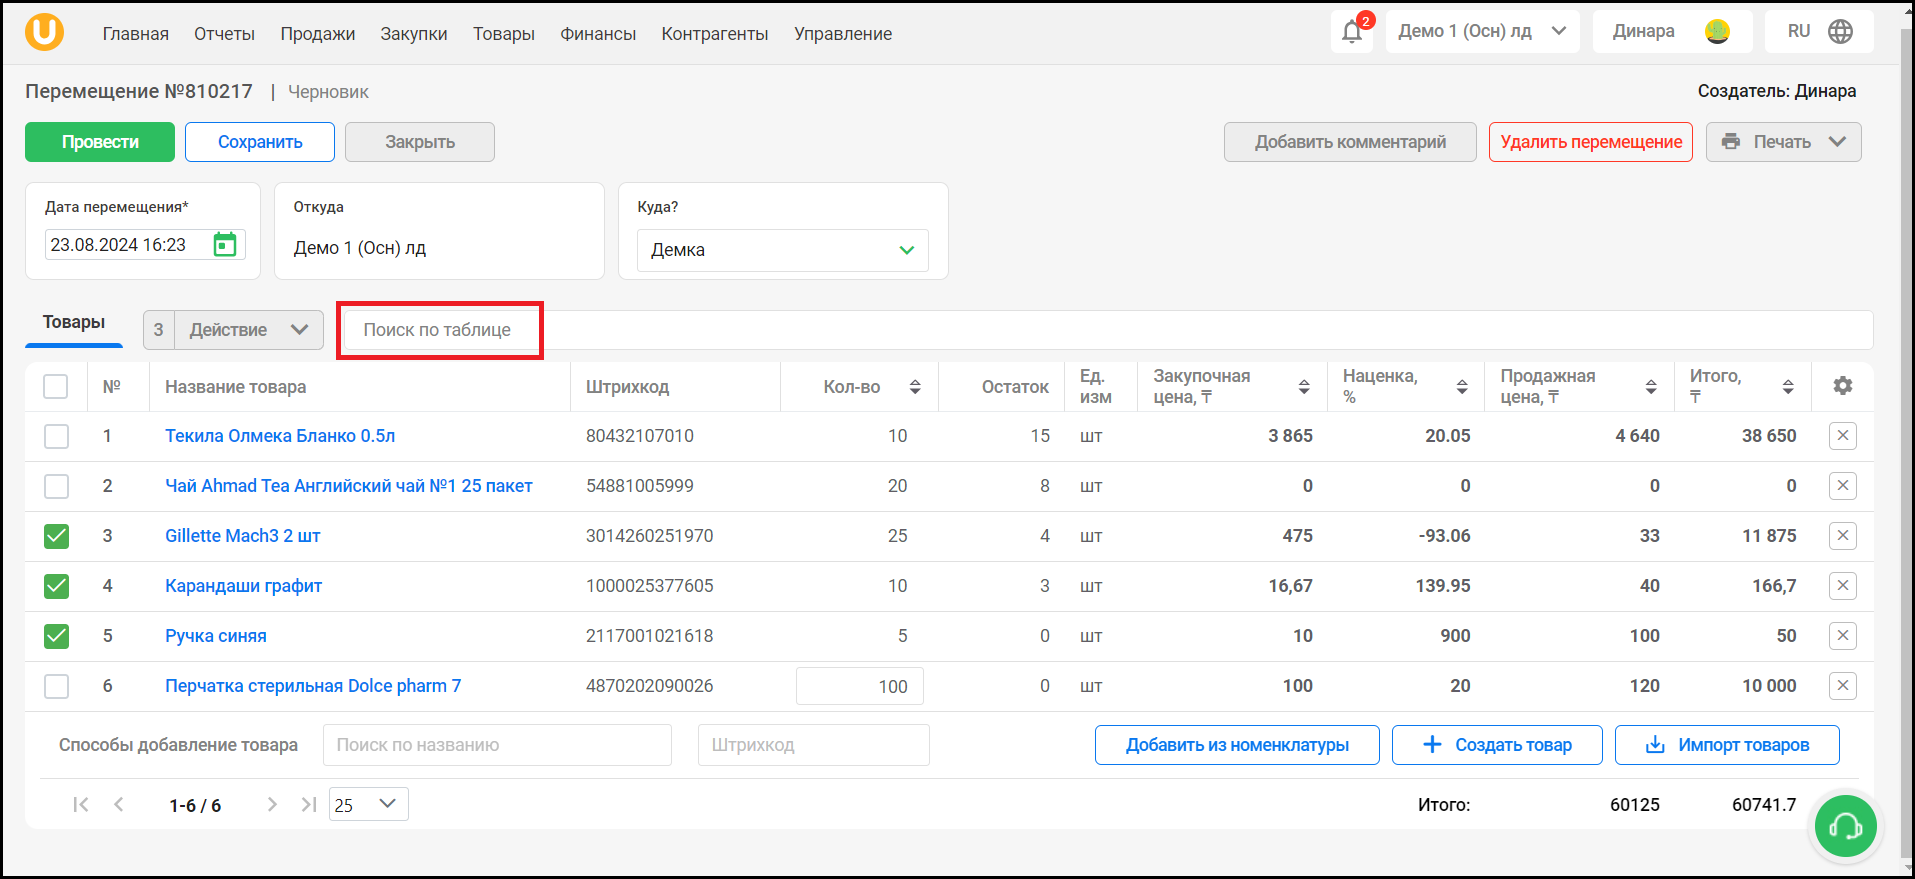 U Главная Отчеты Продажи Закупки Товары Финансы Контрагенты Управление 2 Демо 1 (Осн) лд Динара RU
Перемещение №810217 | Черновик Создатель: Динара
Провести Сохранить Закрыть Добавить комментарий Удалить перемещение Печать
Дата перемещения* Откуда Куда?
23.08.2024 16:23 Демо 1 (Осн) лд Демка
Товары 3 Действие Поиск по таблице
№ Название товара Штрихкод Кол-во Остаток Ед. изм Закупочная цена, ₸ Наценка, % Продажная цена, ₸ Итого, ₸
1 Текила Олмека Бланко 0.5л 80432107010 10 15 шт 3 865 20.05 4 640 38 650
2 Чай Ahmad Tea Английский чай №1 25 пакет 54881005999 20 8 шт 0 0 0 0
3 Gillette Mach3 2 шт 3014260251970 25 4 шт 475 -93.06 33 11 875
4 Карандаши графит 1000025377605 10 3 шт 16,67 139.95 40 166,7
5 Ручка синяя 2117001021618 5 0 шт 10 900 100 50
6 Перчатка стерильная Dolce pharm 7 4870202090026 100 0 шт 100 20 120 10 000
Способы добавление товара Поиск по названию Штрихкод Добавить из номенклатуры Создать товар Импорт товаров
1-6 / 6 25 Итого: 60125 60741.7